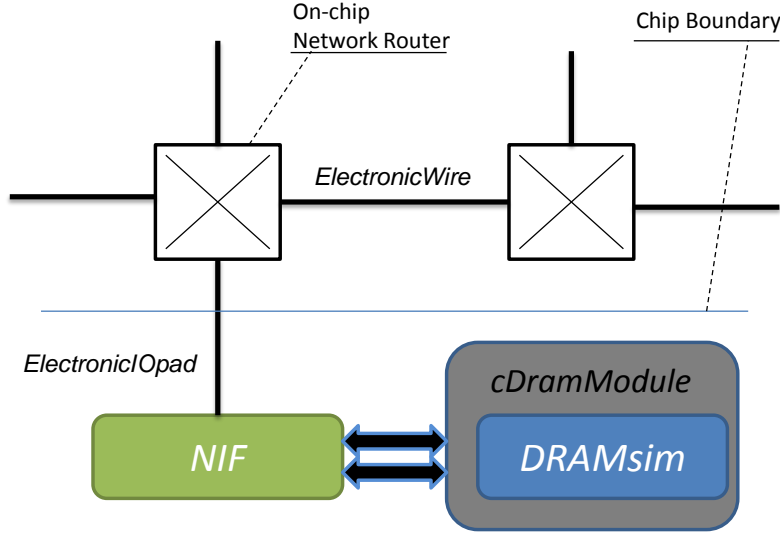 On-chip
Network Router
Chip Boundary
ElectronicWire
ElectronicIOpad
cDramModule
NIF
DRAMsim